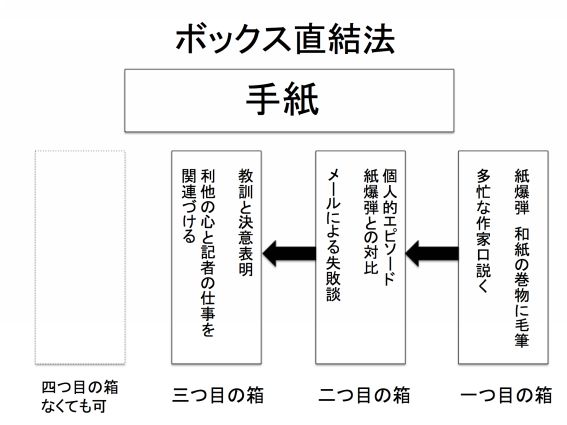 ボックス直結法
手紙
紙爆弾　和紙の巻物に毛筆
多忙な作家口説く
個人的エピソード
紙爆弾との対比
メールによる失敗談
教訓と決意表明
利他の心と記者の仕事を
関連づける
一つ目の箱
二つ目の箱
三つ目の箱
四つ目の箱
なくても可